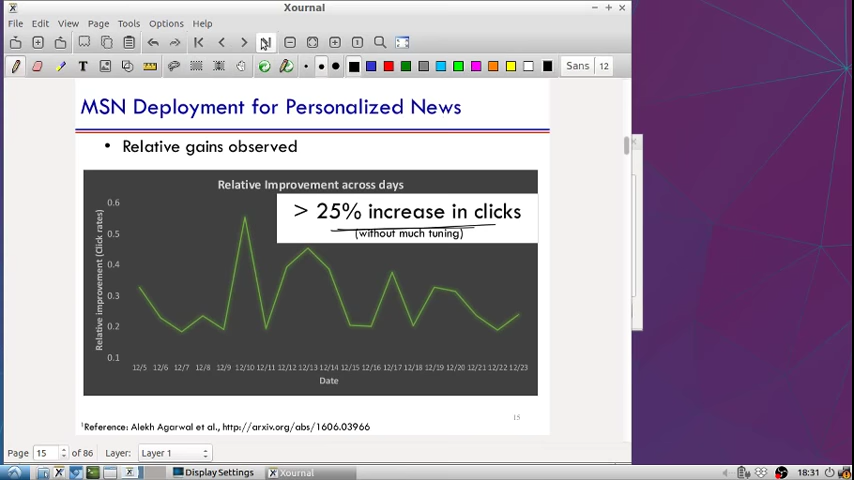 Xournal
File Edit View Page Tools Options Help
T Sans 12
MSN Deployment for Personalized News
• Relative gains observed
Relative Improvement across days
> 25% increase in clicks
(without much tuning)
Relative improvement (Click rates)
0.6
0.5
0.4
0.3
0.2
0.1
12/5 12/6 12/7 12/8 12/9 12/10 12/11 12/12 12/13 12/14 12/15 12/16 12/17 12/18 12/19 12/20 12/21 12/22 12/23
Date
15
1Reference: Alekh Agarwal et al., http://arxiv.org/abs/1606.03966
Page 15 of 86 Layer: Layer 1
Display Settings Xournal 18:31